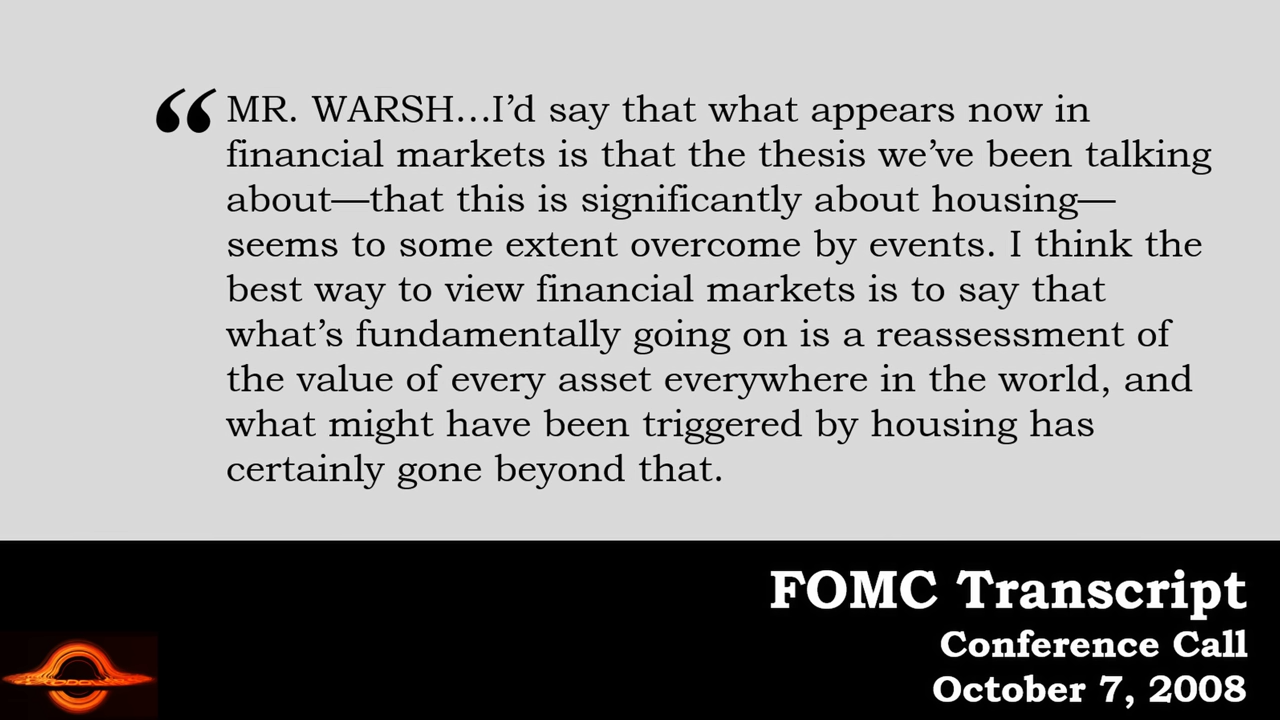 “MR. WARSH…I’d say that what appears now in
financial markets is that the thesis we’ve been talking
about—that this is significantly about housing—
seems to some extent overcome by events. I think the
best way to view financial markets is to say that
what’s fundamentally going on is a reassessment of
the value of every asset everywhere in the world, and
what might have been triggered by housing has
certainly gone beyond that.
FOMC Transcript
Conference Call
October 7, 2008